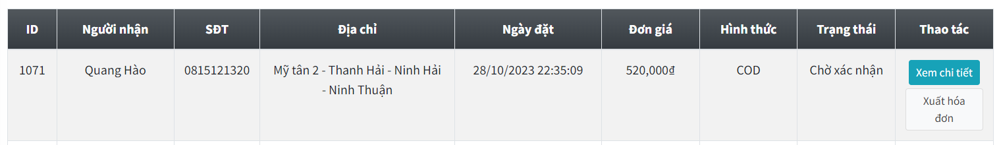 ID Người nhận SĐT Địa chỉ Ngày đặt Đơn giá Hình thức Trạng thái Thao tác
1071 Quang Hào 0815121320 Mỹ tân 2 - Thanh Hải - Ninh Hải 28/10/2023 22:35:09 520,000₫ COD Chờ xác nhận Xem chi tiết
- Ninh Thuận
Xuất hóa
đơn